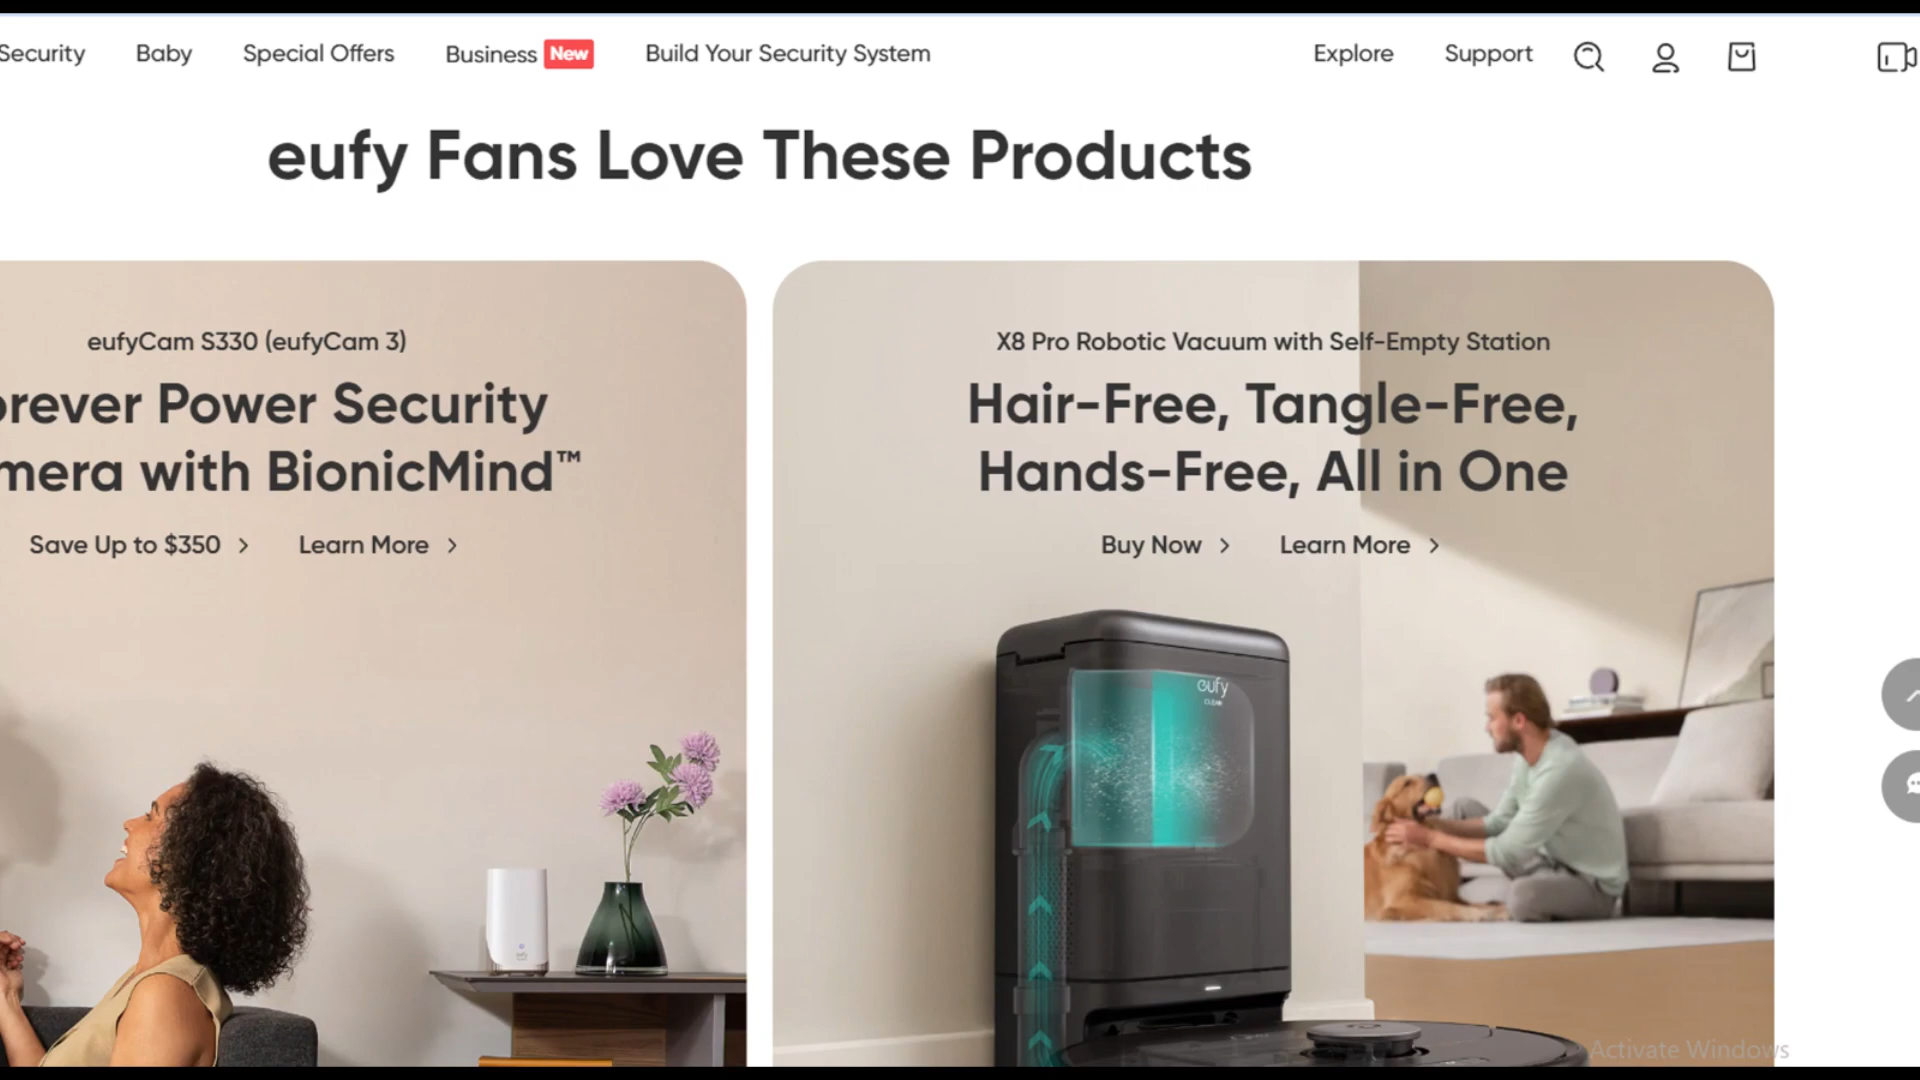 Security Baby Special Offers Business New Build Your Security System Explore Support
eufy Fans Love These Products
eufyCam S330 (eufyCam 3)
orever Power Security
mera with BionicMind™
Save Up to $350 > Learn More >
X8 Pro Robotic Vacuum with Self-Empty Station
Hair-Free, Tangle-Free,
Hands-Free, All in One
Buy Now > Learn More >
eufy
CLEAN
eufy
Activate Windows